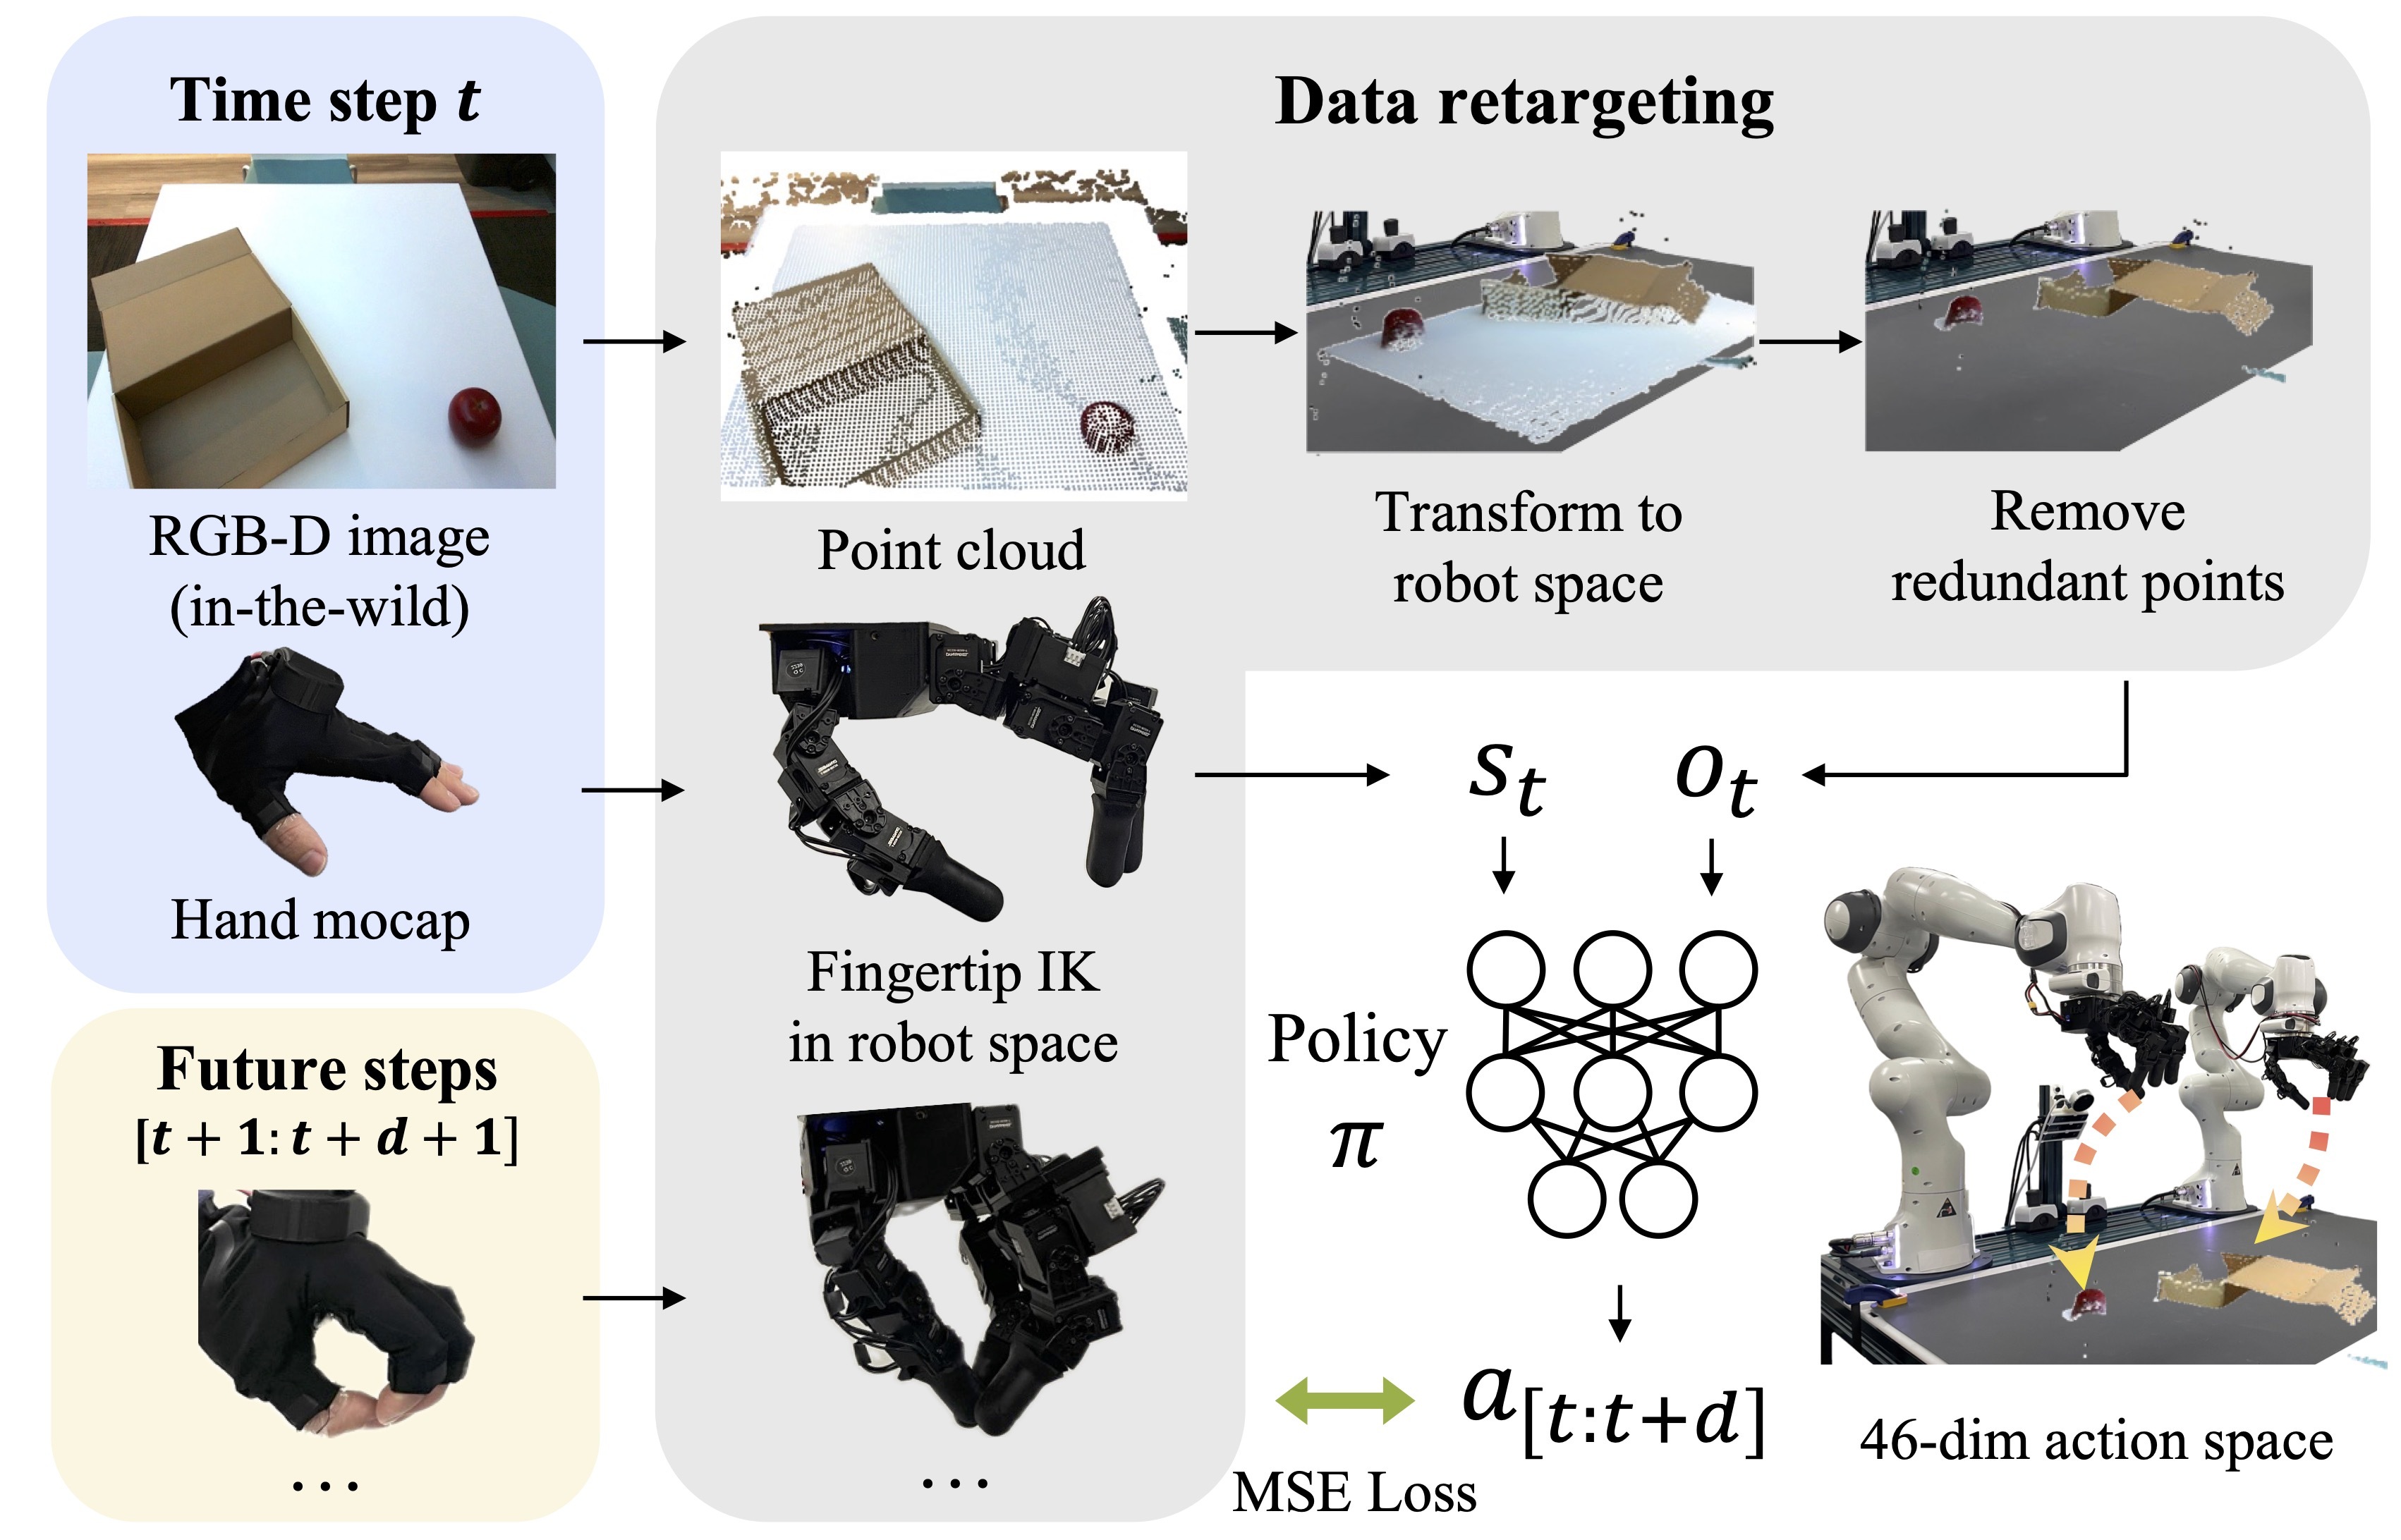 Time step t
RGB-D image
(in-the-wild)
Hand mocap
Future steps
[t + 1: t + d + 1]
...
Data retargeting
Point cloud
Transform to
robot space
Remove
redundant points
Fingertip IK
in robot space
...
s_t
o_t
Policy
π
a_[t:t+d]
MSE Loss
46-dim action space